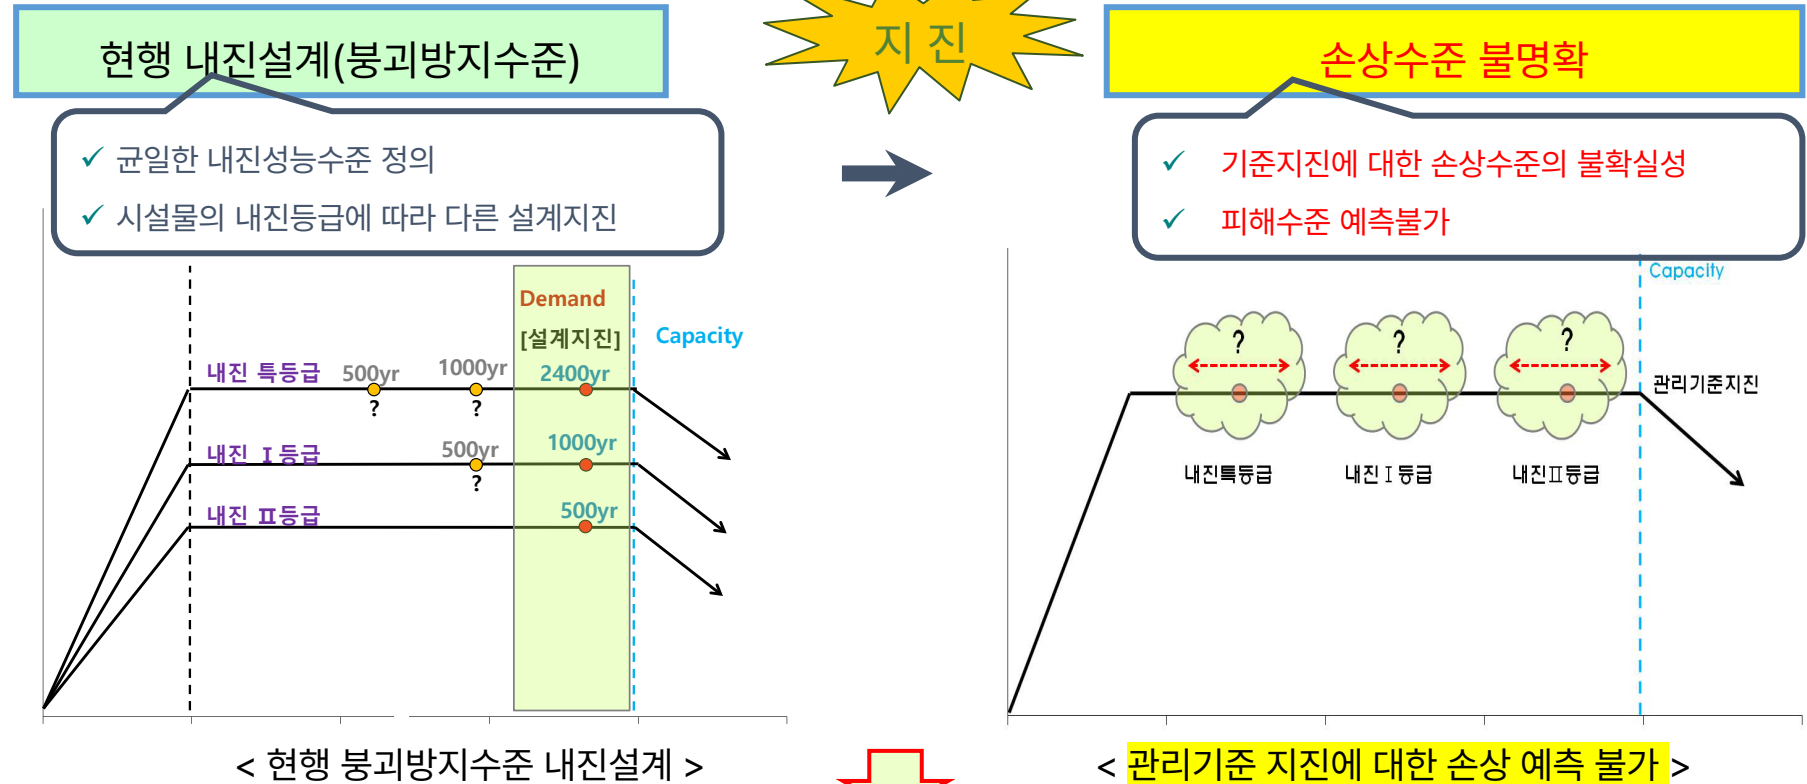 현행 내진설계(붕괴방지수준)
지 진
손상수준 불명확
✓ 균일한 내진성능수준 정의
✓ 시설물의 내진등급에 따라 다른 설계지진
✓ 기준지진에 대한 손상수준의 불확실성
✓ 피해수준 예측불가
Demand
[설계지진]
Capacity
내진 특등급
500yr
1000yr
2400yr
?
?
내진 Ⅰ등급
500yr
1000yr
?
내진 Ⅱ등급
500yr
Capacity
?
?
?
관리기준지진
내진특등급
내진Ⅰ등급
내진Ⅱ등급
< 현행 붕괴방지수준 내진설계 >
< 관리기준 지진에 대한 손상 예측 불가 >